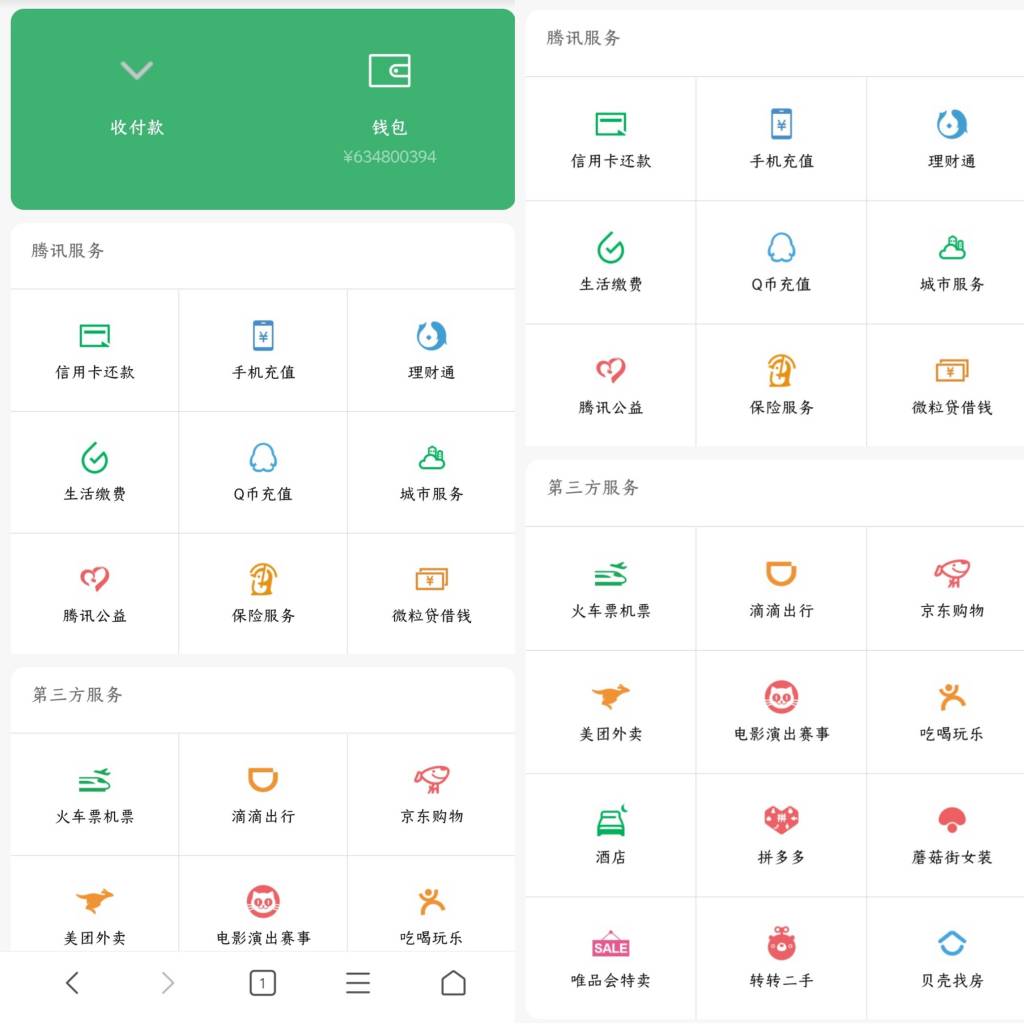 收付款
钱包
¥634800394
腾讯服务
信用卡还款
手机充值
理财通
生活缴费
Q币充值
城市服务
腾讯公益
保险服务
微粒贷借钱
第三方服务
火车票机票
滴滴出行
京东购物
美团外卖
电影演出赛事
吃喝玩乐
1
腾讯服务
信用卡还款
手机充值
理财通
生活缴费
Q币充值
城市服务
腾讯公益
保险服务
微粒贷借钱
第三方服务
火车票机票
滴滴出行
京东购物
美团外卖
电影演出赛事
吃喝玩乐
酒店
拼
拼多多
蘑菇街女装
SALE
唯品会特卖
转转二手
贝壳找房